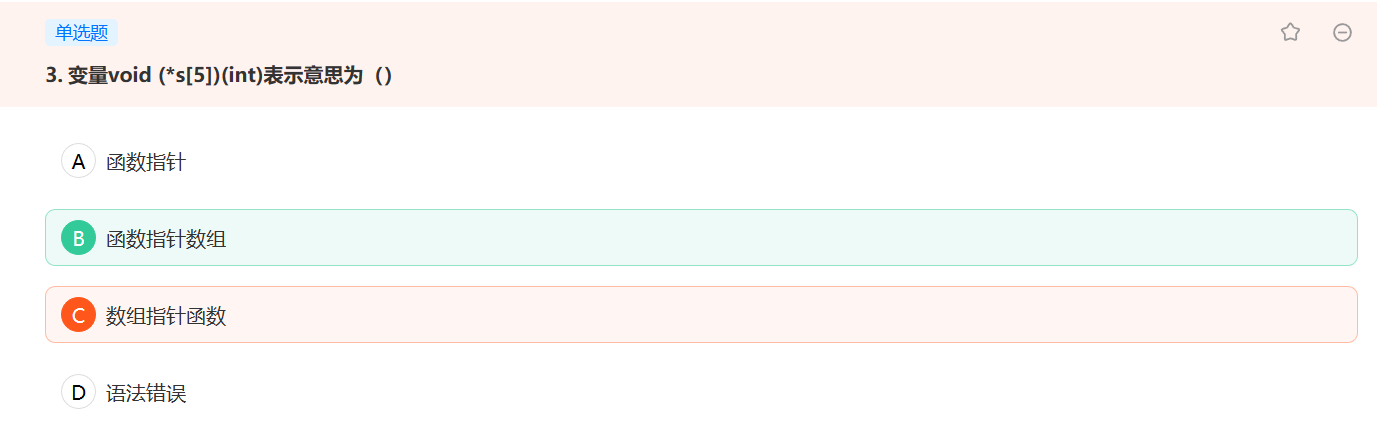 单选题
3. 变量void (*s[5])(int)表示意思为（）
A 函数指针
B 函数指针数组
C 数组指针函数
D 语法错误